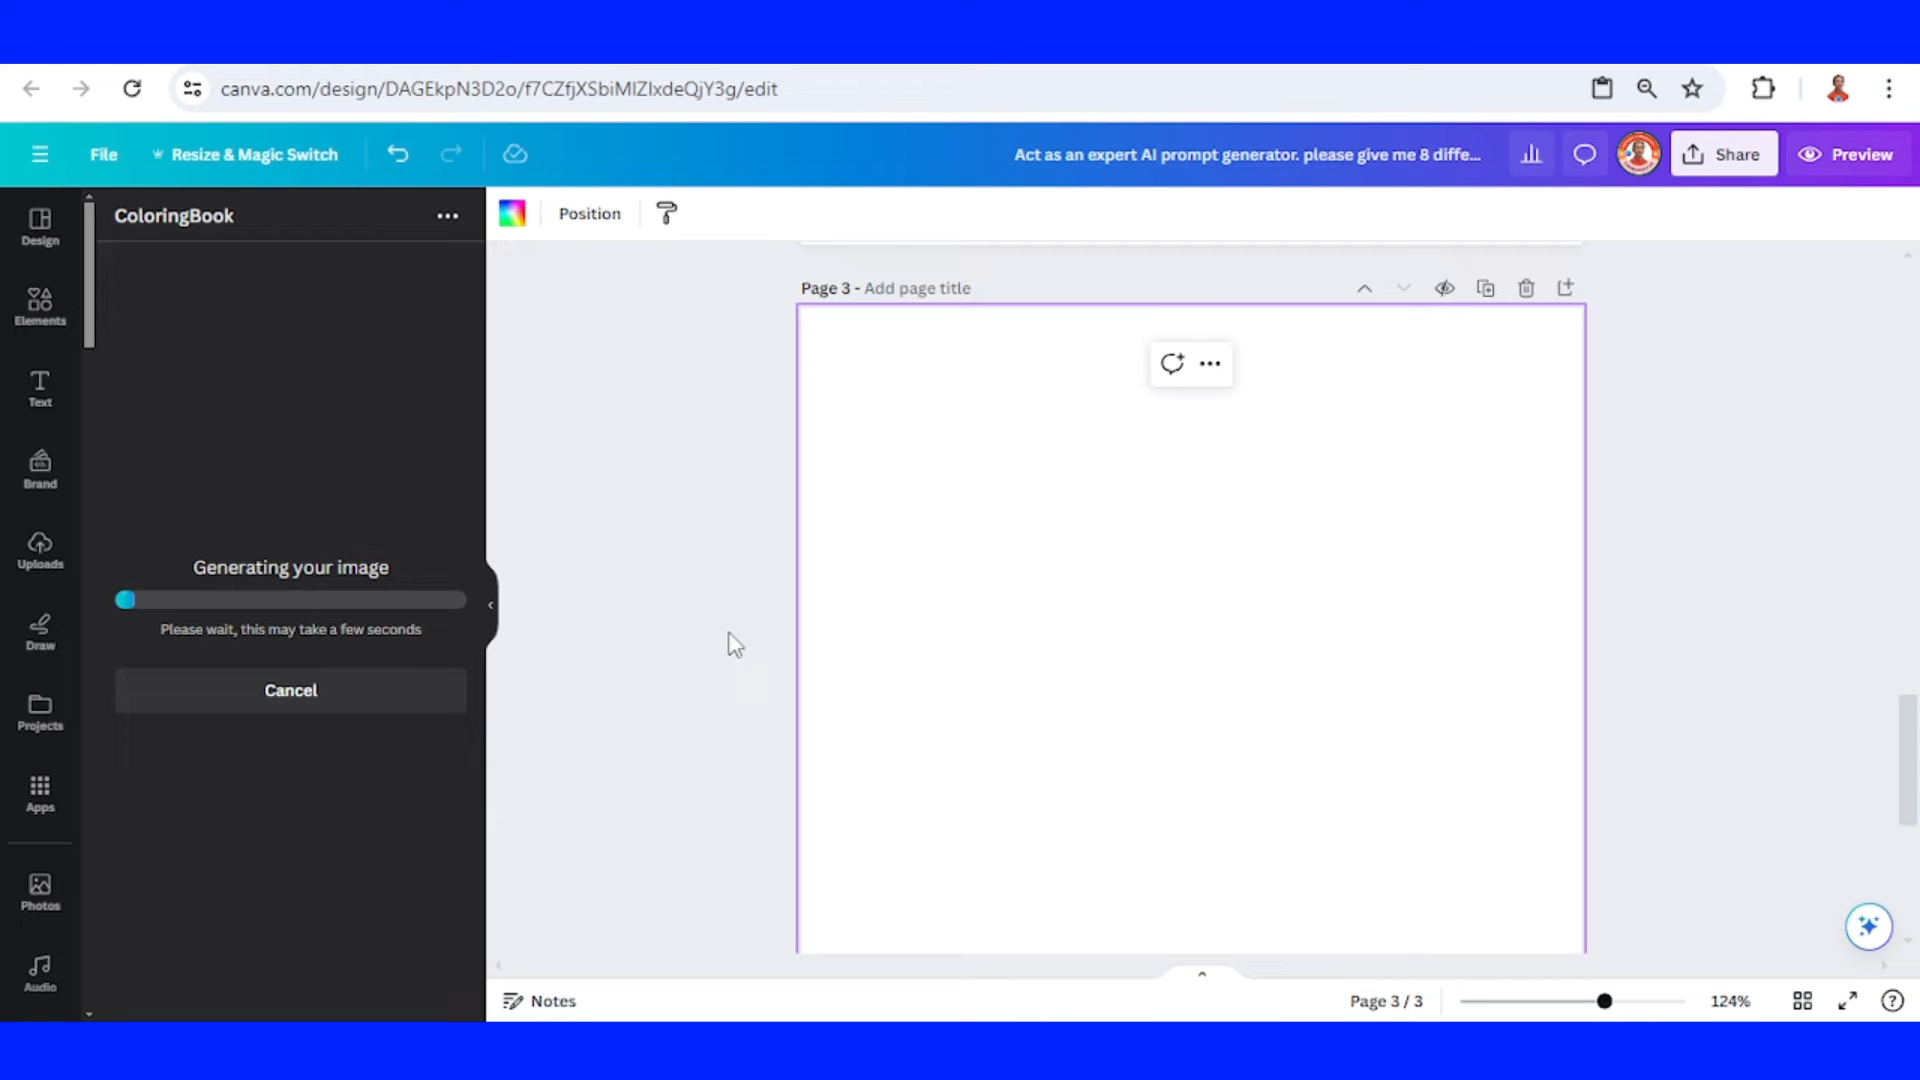 canva.com/design/DAGEkpN3D2o/f7CZfjXSbiMlZlxdeQjY3g/edit
File
Resize & Magic Switch
Act as an expert AI prompt generator. please give me 8 diffe...
Share
Preview
Design
Elements
Text
Brand
Uploads
Draw
Projects
Apps
Photos
Audio
ColoringBook
Generating your image
Please wait, this may take a few seconds
Cancel
Position
Page 3 - Add page title
Notes
Page 3 / 3
124%